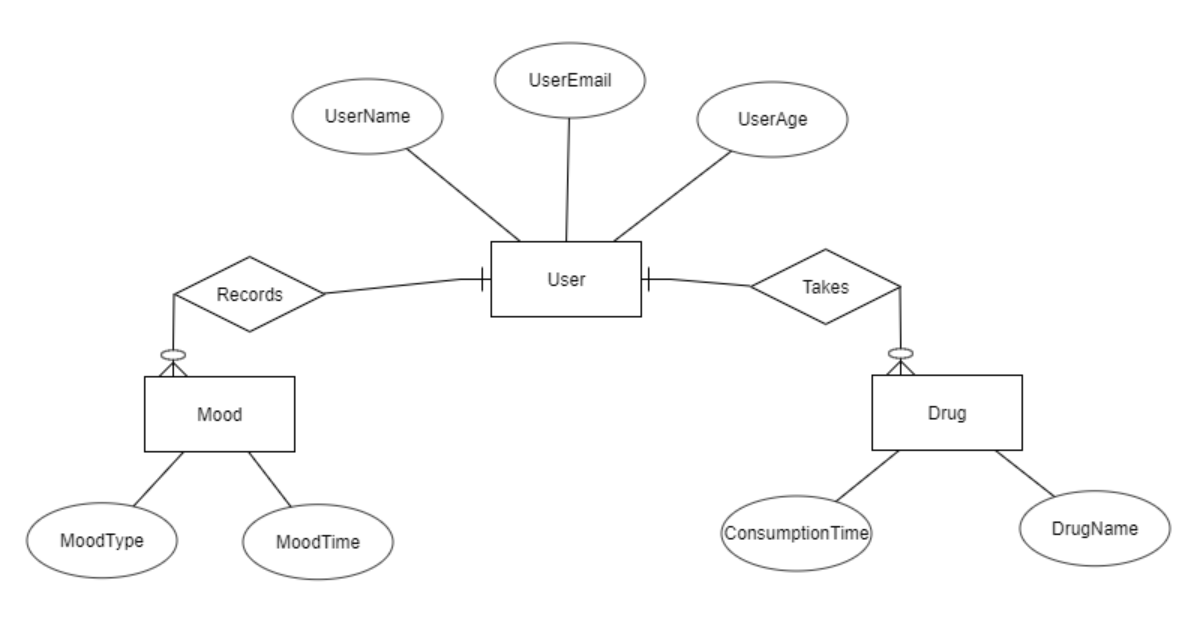 UserEmail
UserName
UserAge
User
Records
Takes
Mood
Drug
MoodType
MoodTime
ConsumptionTime
DrugName